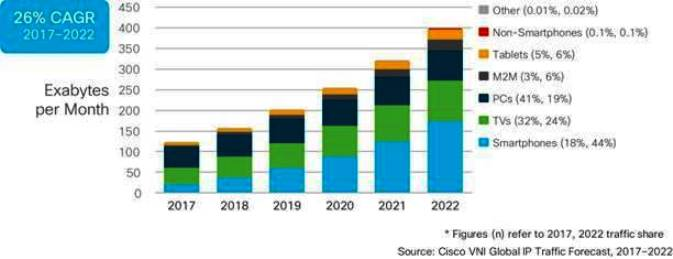 26% CAGR
2017–2022
Exabytes
per Month
450
400
350
300
250
200
150
100
50
0
2017 2018 2019 2020 2021 2022
Other (0.01%, 0.02%)
Non-Smartphones (0.1%, 0.1%)
Tablets (5%, 6%)
M2M (3%, 6%)
PCs (41%, 19%)
TVs (32%, 24%)
Smartphones (18%, 44%)
* Figures (n) refer to 2017, 2022 traffic share
Source: Cisco VNI Global IP Traffic Forecast, 2017–2022